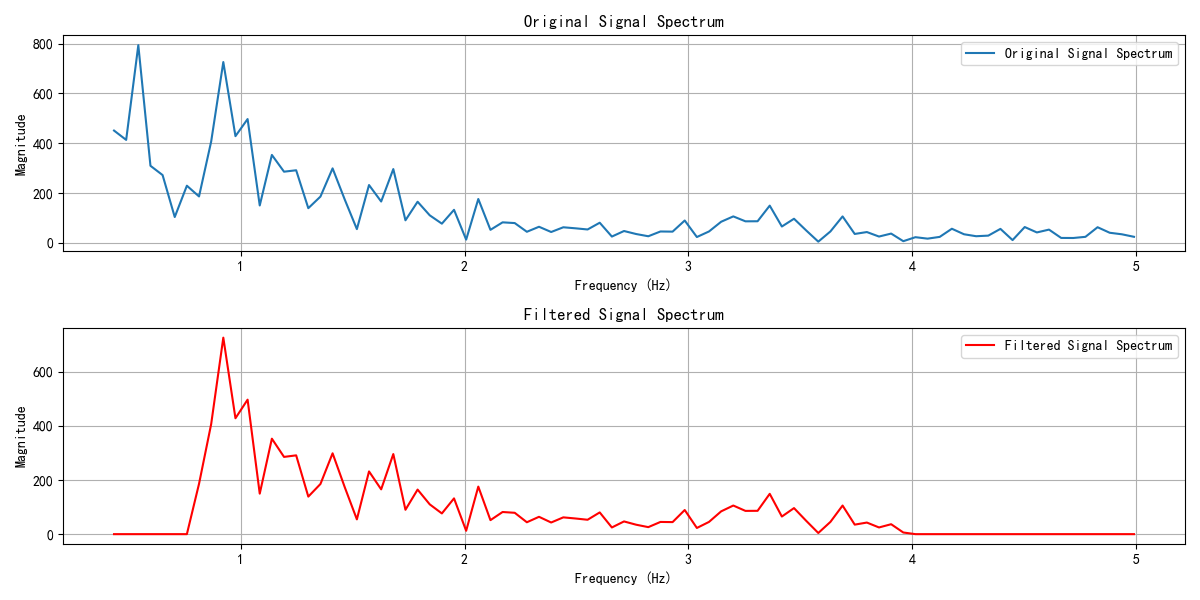 Original Signal Spectrum
800
600
400
200
0
Magnitude
Original Signal Spectrum
1
2
3
4
5
Frequency (Hz)
Filtered Signal Spectrum
600
400
200
0
Magnitude
Filtered Signal Spectrum
1
2
3
4
5
Frequency (Hz)